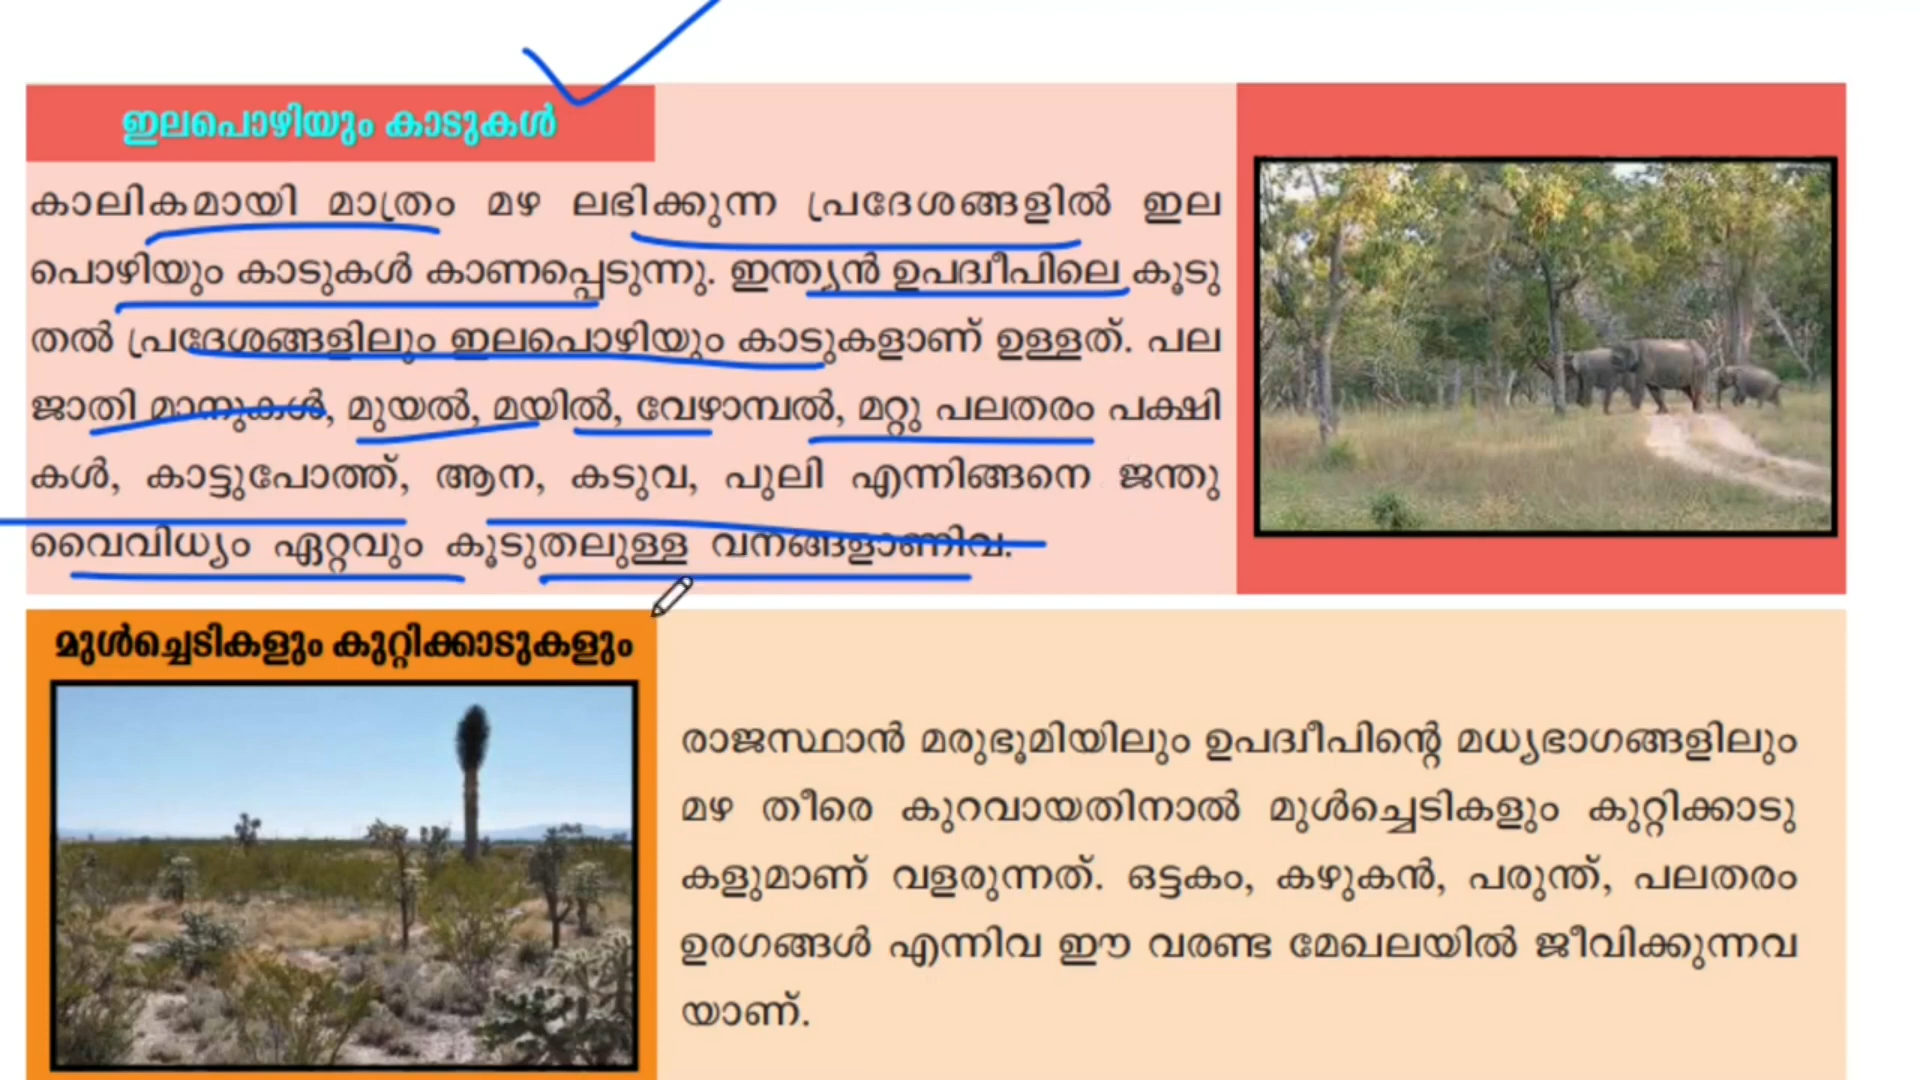 ഇലപൊഴിയും കാടുകൾ
കാലികമായി മാത്രം മഴ ലഭിക്കുന്ന പ്രദേശങ്ങളിൽ ഇല
പൊഴിയും കാടുകൾ കാണപ്പെടുന്നു. ഇന്ത്യൻ ഉപദ്വീപിലെ കൂടു
തൽ പ്രദേശങ്ങളിലും ഇലപൊഴിയും കാടുകളാണ് ഉള്ളത്. പല
ജാതി മാനുകൾ, മുയൽ, മയിൽ, വേഴാമ്പൽ, മറ്റു പലതരം പക്ഷി
കൾ, കാട്ടുപോത്ത്, ആന, കടുവ, പുലി എന്നിങ്ങനെ ജന്തു
വൈവിധ്യം ഏറ്റവും കൂടുതലുള്ള വനങ്ങളാണിവ.
മുൾച്ചെടികളും കുറ്റിക്കാടുകളും
രാജസ്ഥാൻ മരുഭൂമിയിലും ഉപദ്വീപിന്റെ മധ്യഭാഗങ്ങളിലും
മഴ തീരെ കുറവായതിനാൽ മുൾച്ചെടികളും കുറ്റിക്കാടു
കളുമാണ് വളരുന്നത്. ഒട്ടകം, കഴുകൻ, പരുന്ത്, പലതരം
ഉരഗങ്ങൾ എന്നിവ ഈ വരണ്ട മേഖലയിൽ ജീവിക്കുന്നവ
യാണ്.